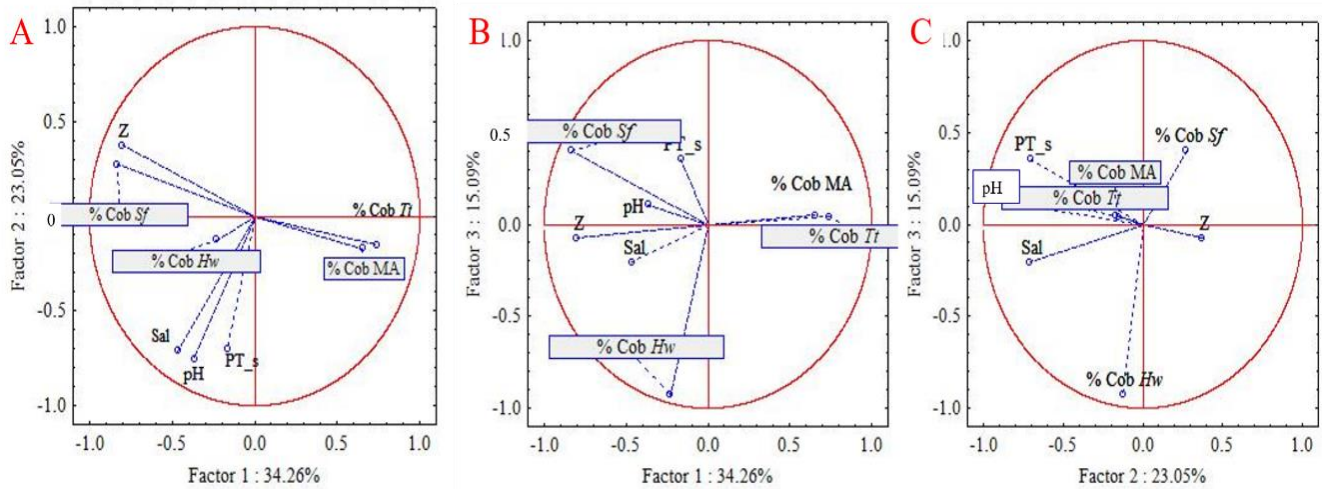 A
1.0
0.5
0
-0.5
-1.0
Factor 2 : 23.05%
Z
% Cob Sf
% Cob Hw
% Cob Tt
% Cob MA
Sal
pH
PT_s
-1.0
-0.5
0.0
0.5
1.0
Factor 1 : 34.26%
B
1.0
0.5
0.0
-0.5
-1.0
Factor 3 : 15.09%
% Cob Sf
PT_s
% Cob MA
pH
Z
Sal
% Cob Tt
% Cob Hw
-1.0
-0.5
0.0
0.5
1.0
Factor 1 : 34.26%
C
1.0
0.5
0.0
-0.5
-1.0
Factor 3 : 15.09%
PT_s
% Cob Sf
% Cob MA
pH
% Cob Tt
Z
Sal
% Cob Hw
-1.0
-0.5
0.0
0.5
1.0
Factor 2 : 23.05%